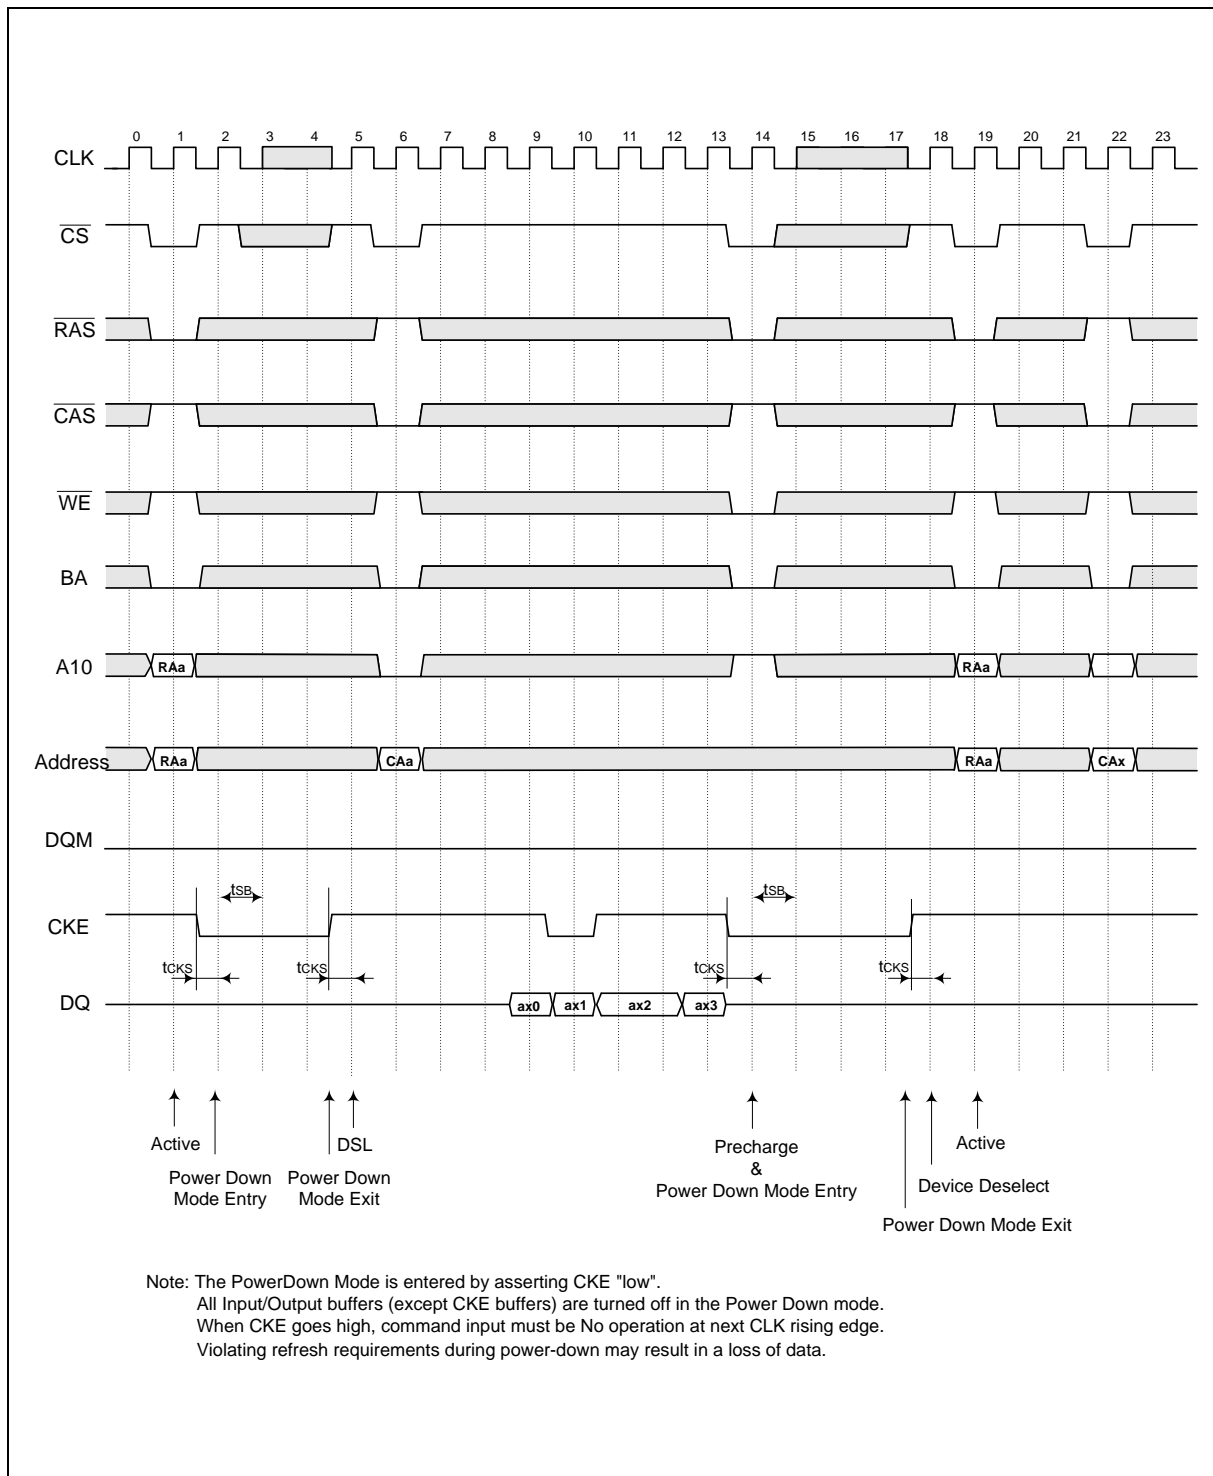 0 1 2 3 4 5 6 7 8 9 10 11 12 13 14 15 16 17 18 19 20 21 22 23
CLK
CS
RAS
CAS
WE
BA
A10 RAa RAa
Address RAa CAa RAa CAx
DQM
tSB tSB
CKE
tCKS tCKS tCKS tCKS
DQ ax0 ax1 ax2 ax3
Active DSL Precharge Active
Power Down Power Down &
Mode Entry Mode Exit Power Down Mode Entry Device Deselect
Power Down Mode Exit
Note: The PowerDown Mode is entered by asserting CKE "low".
All Input/Output buffers (except CKE buffers) are turned off in the Power Down mode.
When CKE goes high, command input must be No operation at next CLK rising edge.
Violating refresh requirements during power-down may result in a loss of data.